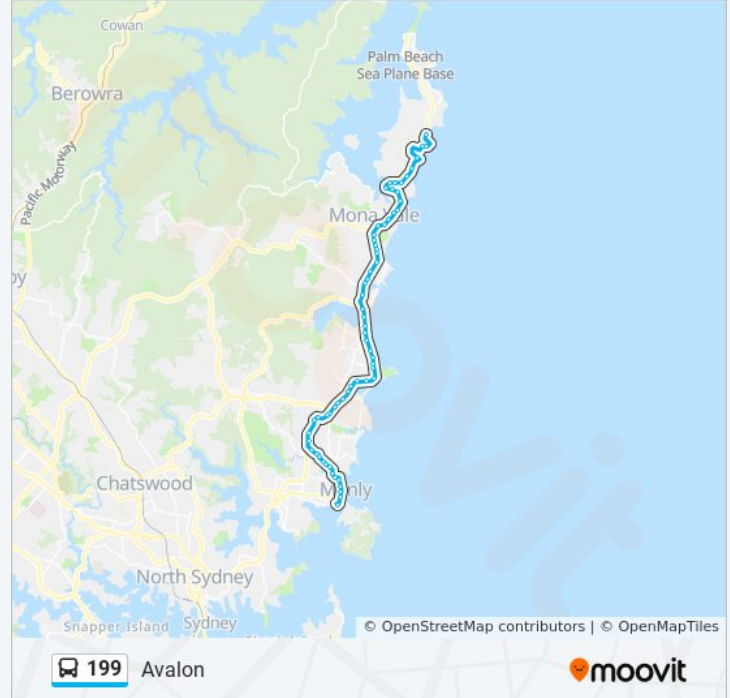 Cowan
Palm Beach
Sea Plane Base
Berowra
Pacific Motorway
Mona Vale
by
Chatswood
Manly
North Sydney
Snapper Island
Sydney
© OpenStreetMap contributors | © OpenMapTiles
199 Avalon
moovit